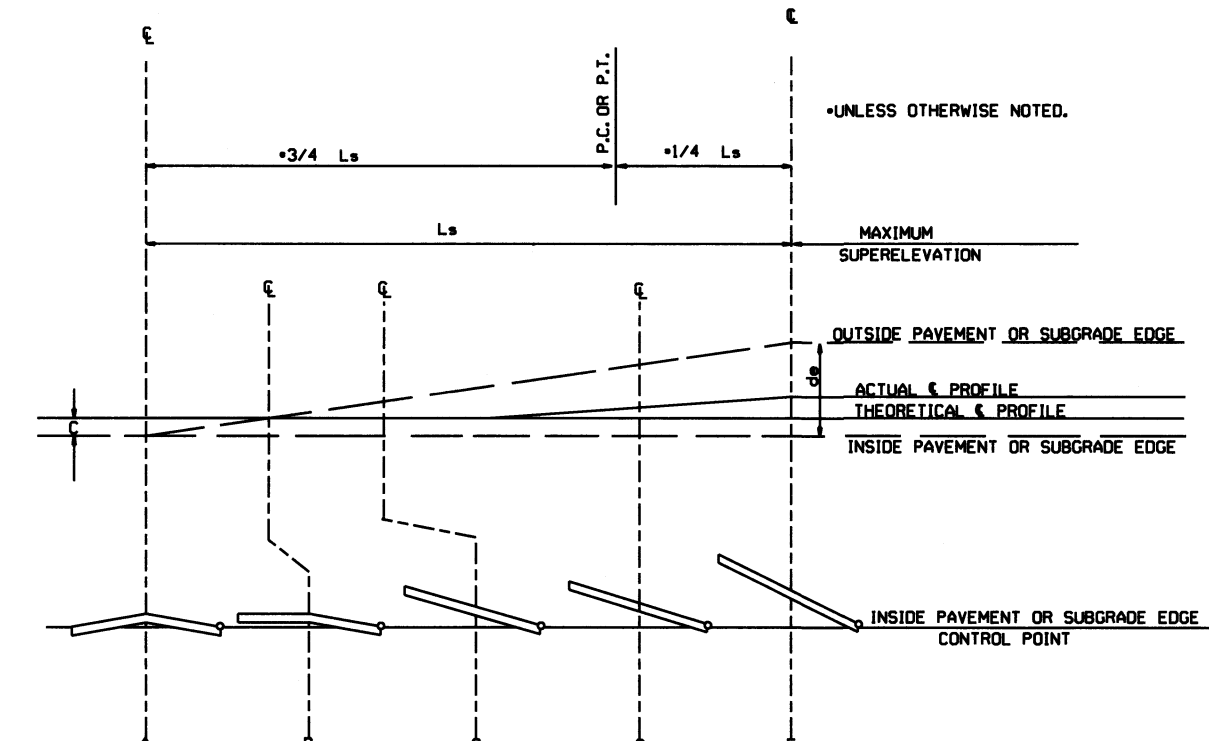 ℄
℄
P.C. OR P.T.
•UNLESS OTHERWISE NOTED.
•3/4 Ls
•1/4 Ls
Ls
MAXIMUM
SUPERELEVATION
℄
℄
℄
OUTSIDE PAVEMENT OR SUBGRADE EDGE
de
ACTUAL ℄ PROFILE
THEORETICAL ℄ PROFILE
C
INSIDE PAVEMENT OR SUBGRADE EDGE
INSIDE PAVEMENT OR SUBGRADE EDGE
CONTROL POINT